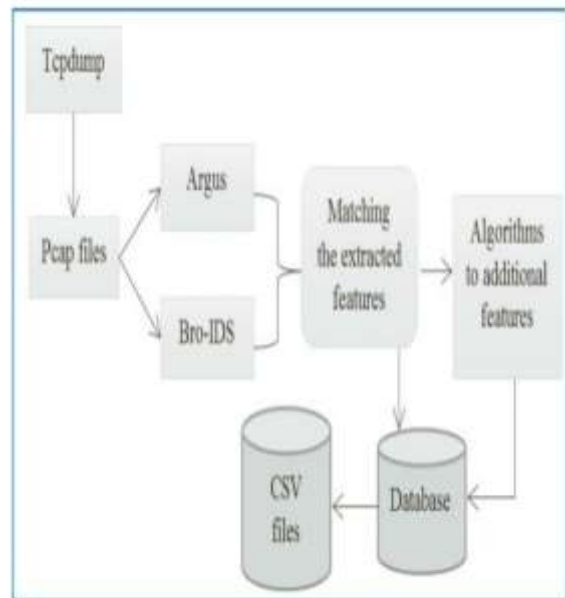 Tcpdump
Pcap files
Argus
Bro-IDS
Matching
the extracted
features
Algorithms
to additional
features
Database
CSV
files